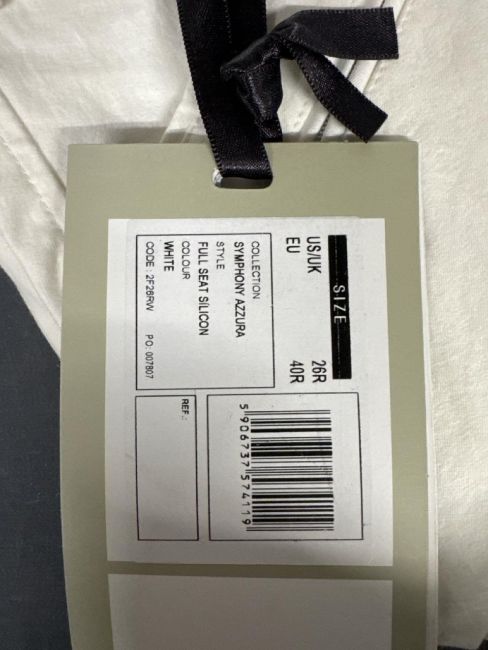 SIZE
US/UK 26R
EU 40R
COLLECTION
SYMPHONY AZZURA
STYLE
FULL SEAT SILICON
COLOUR
WHITE
CODE : 2F26RW PO: 007807
REF.:
5 906737 574119